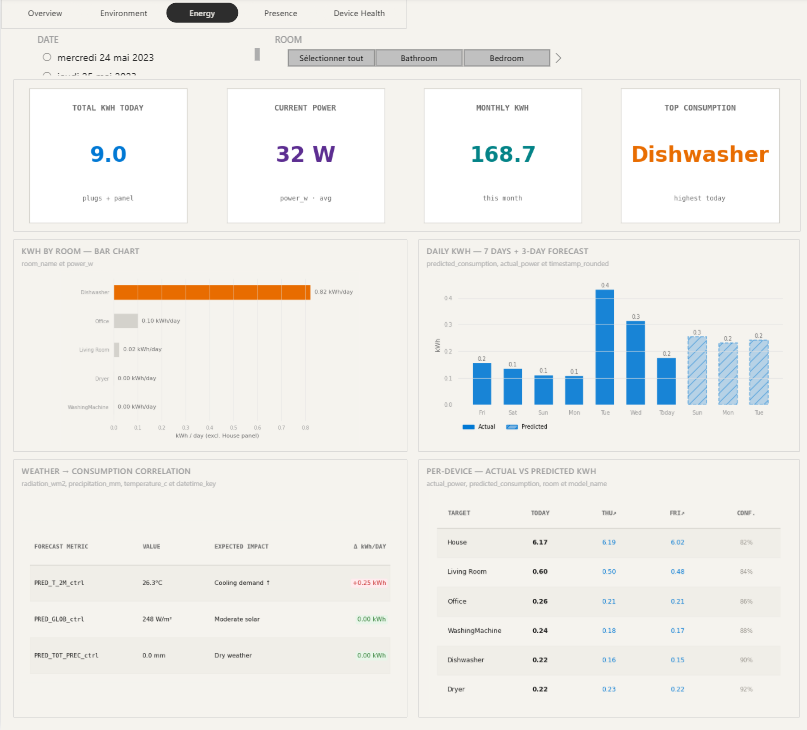 Overview Environment Energy Presence Device Health
DATE ROOM
mercredi 24 mai 2023
jeudi 25 mai 2023
Sélectionner tout Bathroom Bedroom
TOTAL KWH TODAY
9.0
plugs + panel
CURRENT POWER
32 W
power_w · avg
MONTHLY KWH
168.7
this month
TOP CONSUMPTION
Dishwasher
highest today
KWH BY ROOM — BAR CHART
room_name et power_w
Dishwasher 0.82 kWh/day
Office 0.10 kWh/day
Living Room 0.02 kWh/day
Dryer 0.00 kWh/day
WashingMachine 0.00 kWh/day
0.0 0.1 0.2 0.3 0.4 0.5 0.6 0.7 0.8
kWh / day (excl. House panel)
DAILY KWH — 7 DAYS + 3-DAY FORECAST
predicted_consumption, actual_power et timestamp_rounded
kWh
0.4
0.3
0.2
0.1
0.0
0.2 0.1 0.1 0.1 0.4 0.3 0.2 0.3 0.2 0.2
Fri Sat Sun Mon Tue Wed Today Sun Mon Tue
Actual Predicted
WEATHER → CONSUMPTION CORRELATION
radiation_wm2, precipitation_mm, temperature_c et datetime_key
FORECAST METRIC VALUE EXPECTED IMPACT Δ kWh/DAY
PRED_T_2M_ctrl 26.3°C Cooling demand ↑ +0.25 kWh
PRED_GLOB_ctrl 248 W/m² Moderate solar 0.00 kWh
PRED_TOT_PREC_ctrl 0.0 mm Dry weather 0.00 kWh
PER-DEVICE — ACTUAL VS PREDICTED KWH
actual_power, predicted_consumption, room et model_name
TARGET TODAY THU↗ FRI↗ CONF.
House 6.17 6.19 6.02 82%
Living Room 0.60 0.50 0.48 84%
Office 0.26 0.21 0.21 86%
WashingMachine 0.24 0.18 0.17 88%
Dishwasher 0.22 0.16 0.15 90%
Dryer 0.22 0.23 0.22 92%